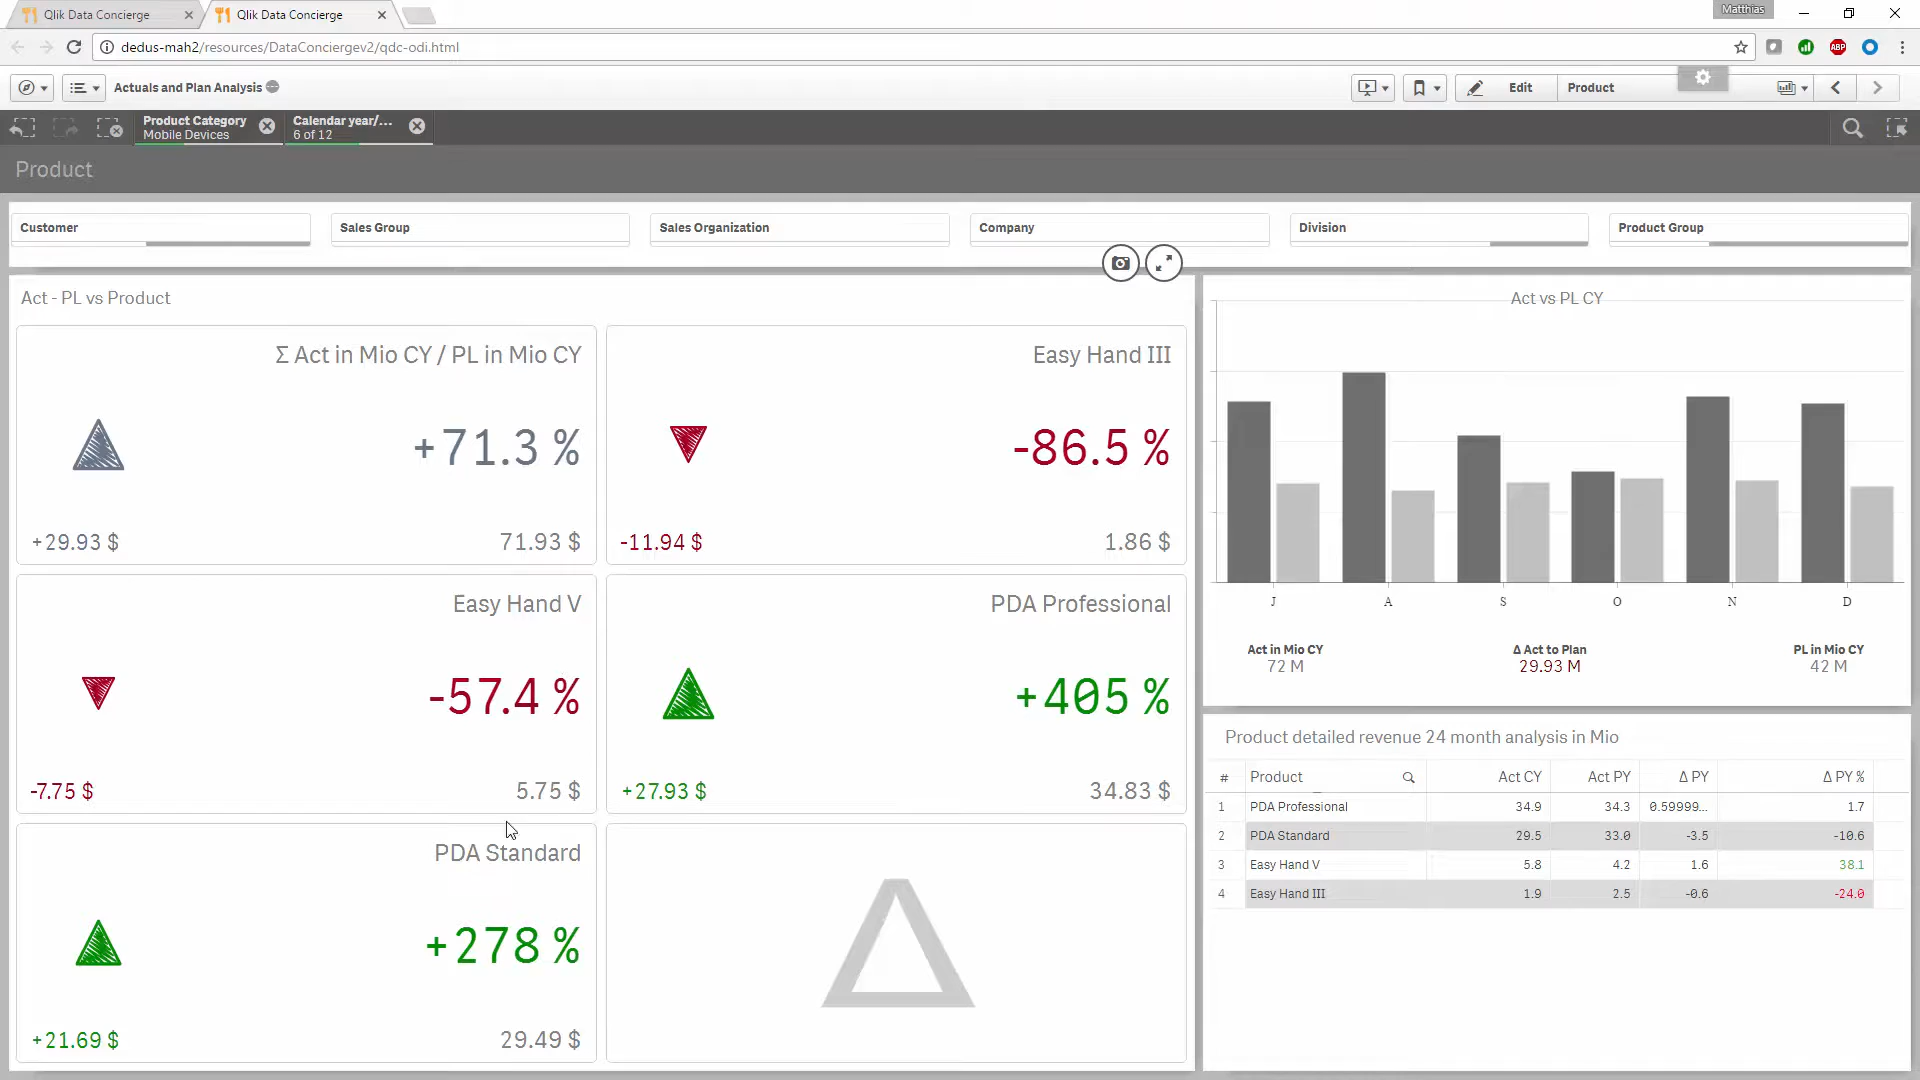 Qlik Data Concierge
Qlik Data Concierge
Matthias
dedus-mah2/resources/DataConciergev2/qdc-odi.html
ABP
Actuals and Plan Analysis
Edit
Product
Product Category
Mobile Devices
Calendar year/...
6 of 12
Product
Customer
Sales Group
Sales Organization
Company
Division
Product Group
Act - PL vs Product
Σ Act in Mio CY / PL in Mio CY
+71.3 %
+29.93 $
71.93 $
Easy Hand III
-86.5 %
-11.94 $
1.86 $
Easy Hand V
-57.4 %
-7.75 $
5.75 $
PDA Professional
+405 %
+27.93 $
34.83 $
PDA Standard
+278 %
+21.69 $
29.49 $
Δ
Act vs PL CY
J A S O N D
Act in Mio CY
72 M
Δ Act to Plan
29.93 M
PL in Mio CY
42 M
Product detailed revenue 24 month analysis in Mio
# Product Act CY Act PY Δ PY Δ PY %
1 PDA Professional 34.9 34.3 0.59999... 1.7
2 PDA Standard 29.5 33.0 -3.5 -10.6
3 Easy Hand V 5.8 4.2 1.6 38.1
4 Easy Hand III 1.9 2.5 -0.6 -24.0